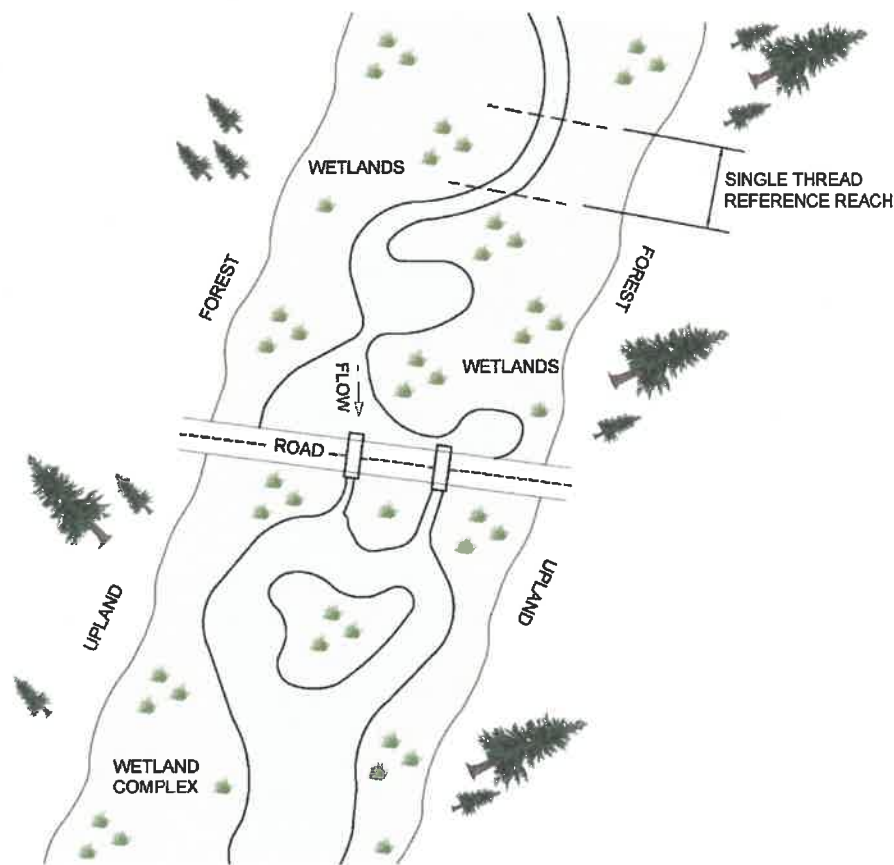 WETLANDS
SINGLE THREAD
REFERENCE REACH
FOREST
FOREST
WETLANDS
FLOW
ROAD
UPLAND
UPLAND
WETLAND
COMPLEX